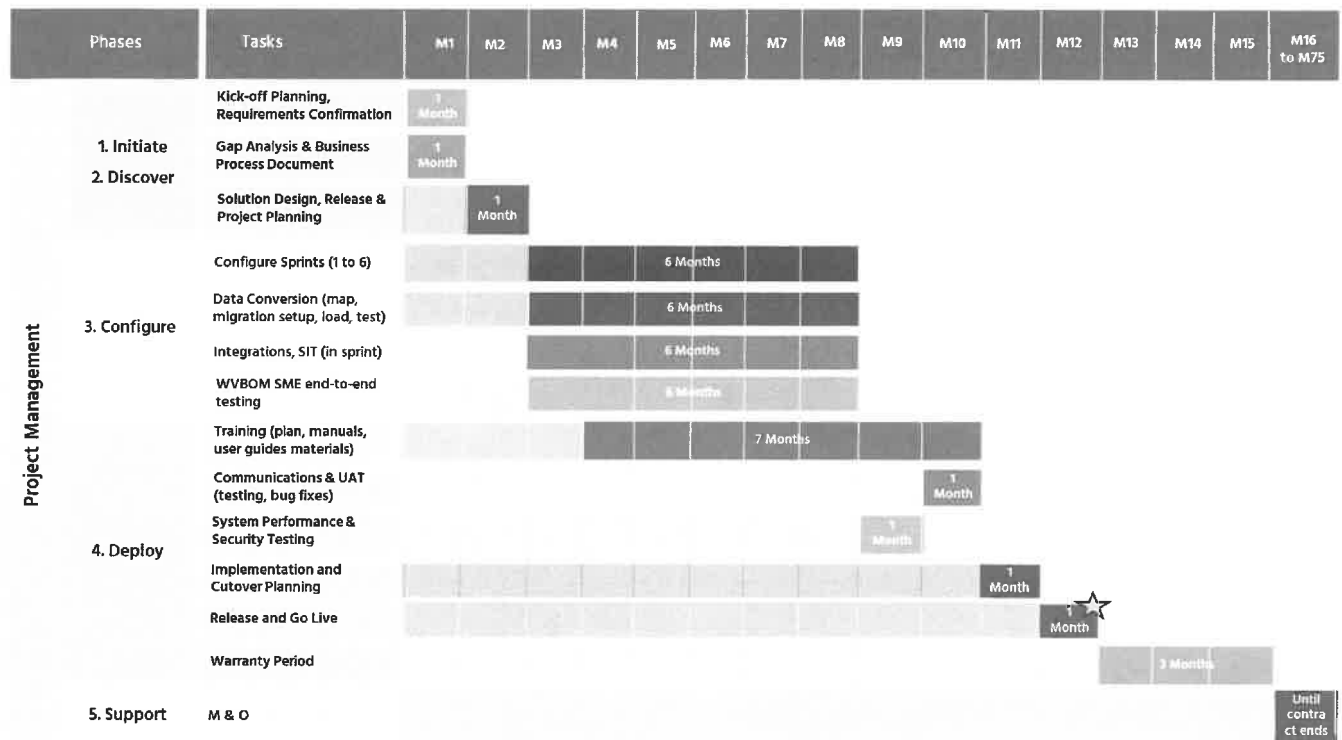 Phases
Tasks
M1
M2
M3
M4
M5
M6
M7
M8
M9
M10
M11
M12
M13
M14
M15
M16
to M75
Project Management
1. Initiate
2. Discover
Kick-off Planning,
Requirements Confirmation
1
Month
Gap Analysis & Business
Process Document
1
Month
Solution Design, Release &
Project Planning
1
Month
3. Configure
Configure Sprints (1 to 6)
6 Months
Data Conversion (map,
migration setup, load, test)
6 Months
Integrations, SIT (in sprint)
6 Months
WVBOM SME end-to-end
testing
6 Months
4. Deploy
Training (plan, manuals,
user guides materials)
7 Months
Communications & UAT
(testing, bug fixes)
1
Month
System Performance &
Security Testing
1
Month
Implementation and
Cutover Planning
1
Month
Release and Go Live
1
Month
Warranty Period
3 Months
5. Support
M & O
Until
contra
ct ends